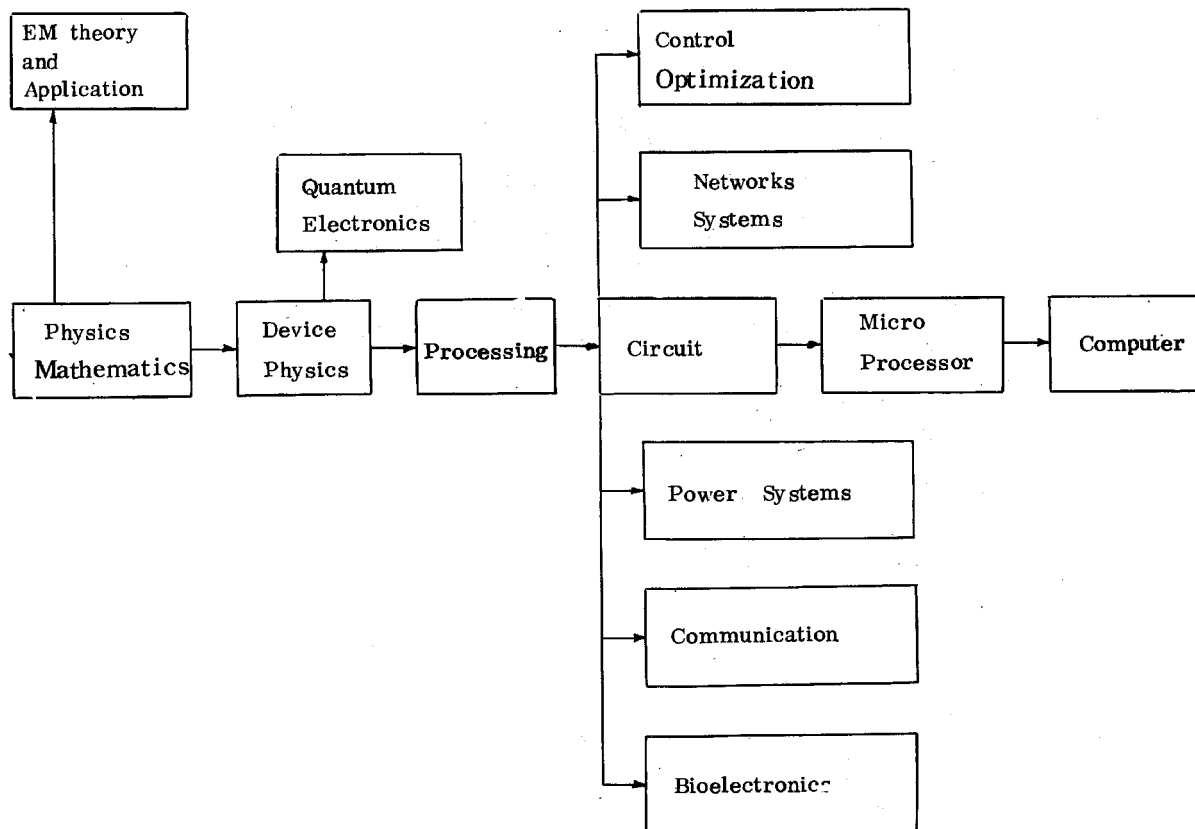 EM theory
and
Application
Control
Optimization
Quantum
Electronics
Networks
Systems
Physics
Mathematics
Device
Physics
Processing
Circuit
Micro
Processor
Computer
Power Systems
Communication
Bioelectronics